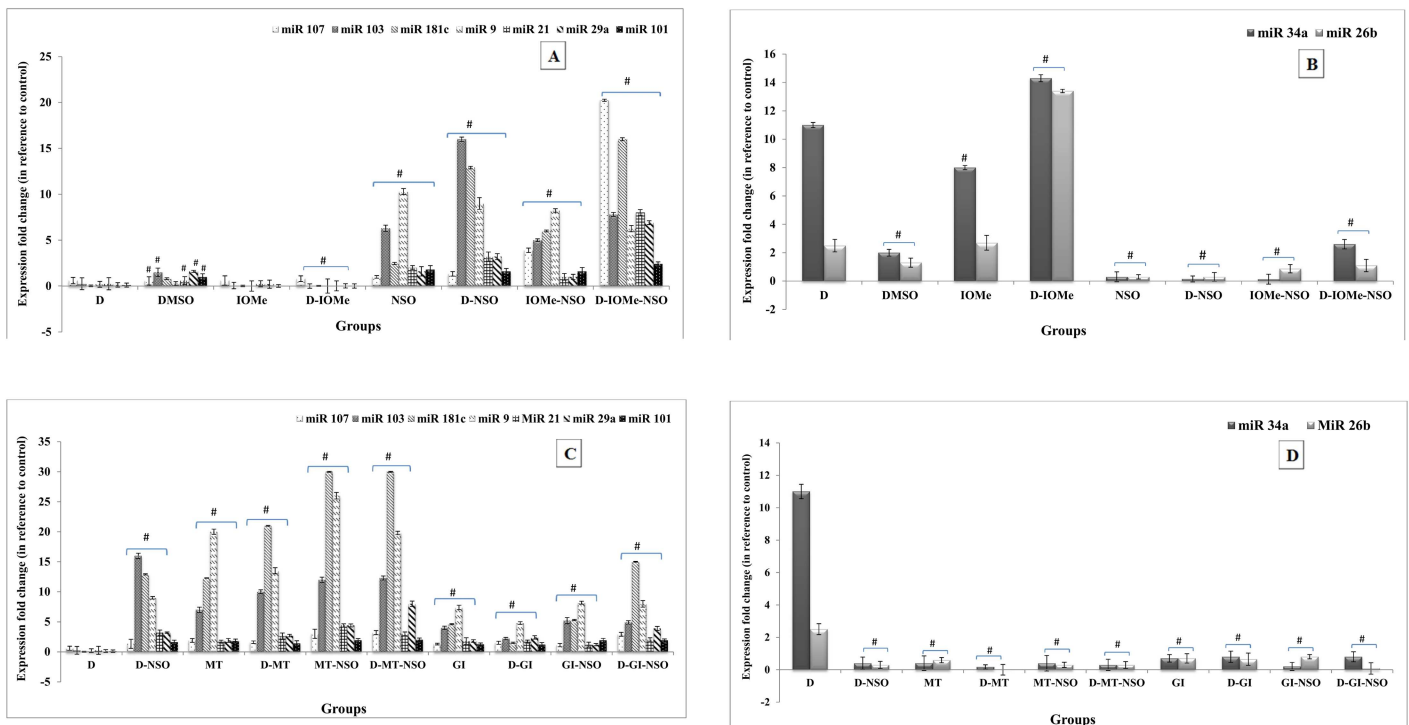 miR 107 miR 103 miR 181c miR 9 miR 21 miR 29a miR 101
A
Expression fold change (in reference to control)
25
20
15
10
5
0
-5
# # # # # # # # # #
D DMSO IOMe D-IOMe NSO D-NSO IOMe-NSO D-IOMe-NSO
Groups
miR 34a miR 26b
B
Expression fold change (in reference to control)
16
14
12
10
8
6
4
2
0
-2
# # # # # # #
D DMSO IOMe D-IOMe NSO D-NSO IOMe-NSO D-IOMe-NSO
Groups
miR 107 miR 103 miR 181c miR 9 MiR 21 miR 29a miR 101
C
Expression fold change (in reference to control)
35
30
25
20
15
10
5
0
-5
# # # # # # # # #
D D-NSO MT D-MT MT-NSO D-MT-NSO GI D-GI GI-NSO D-GI-NSO
Groups
miR 34a MiR 26b
D
Expression fold change (in reference to control)
14
12
10
8
6
4
2
0
-2
# # # # # # # # #
D D-NSO MT D-MT MT-NSO D-MT-NSO GI D-GI GI-NSO D-GI-NSO
Groups